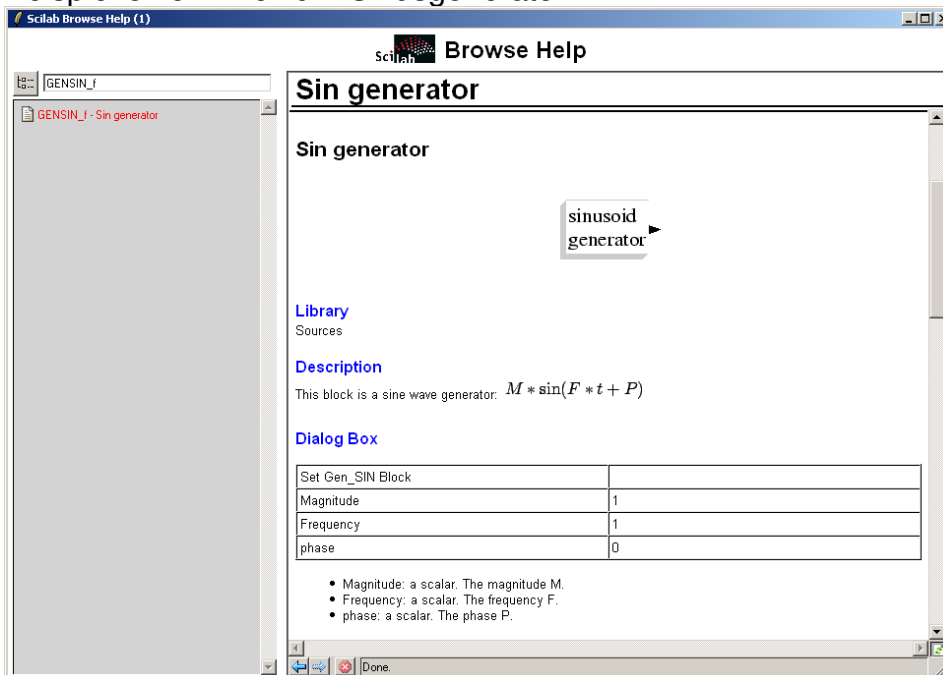 Scilab Browse Help (1)
Scilab Browse Help
GENSIN_f
Sin generator
GENSIN_f - Sin generator
Sin generator
sinusoid
generator
Library
Sources
Description
This block is a sine wave generator: M * sin(F * t + P)
Dialog Box
Set Gen_SIN Block
Magnitude 1
Frequency 1
phase 0
• Magnitude: a scalar. The magnitude M.
• Frequency: a scalar. The frequency F.
• phase: a scalar. The phase P.
Done.